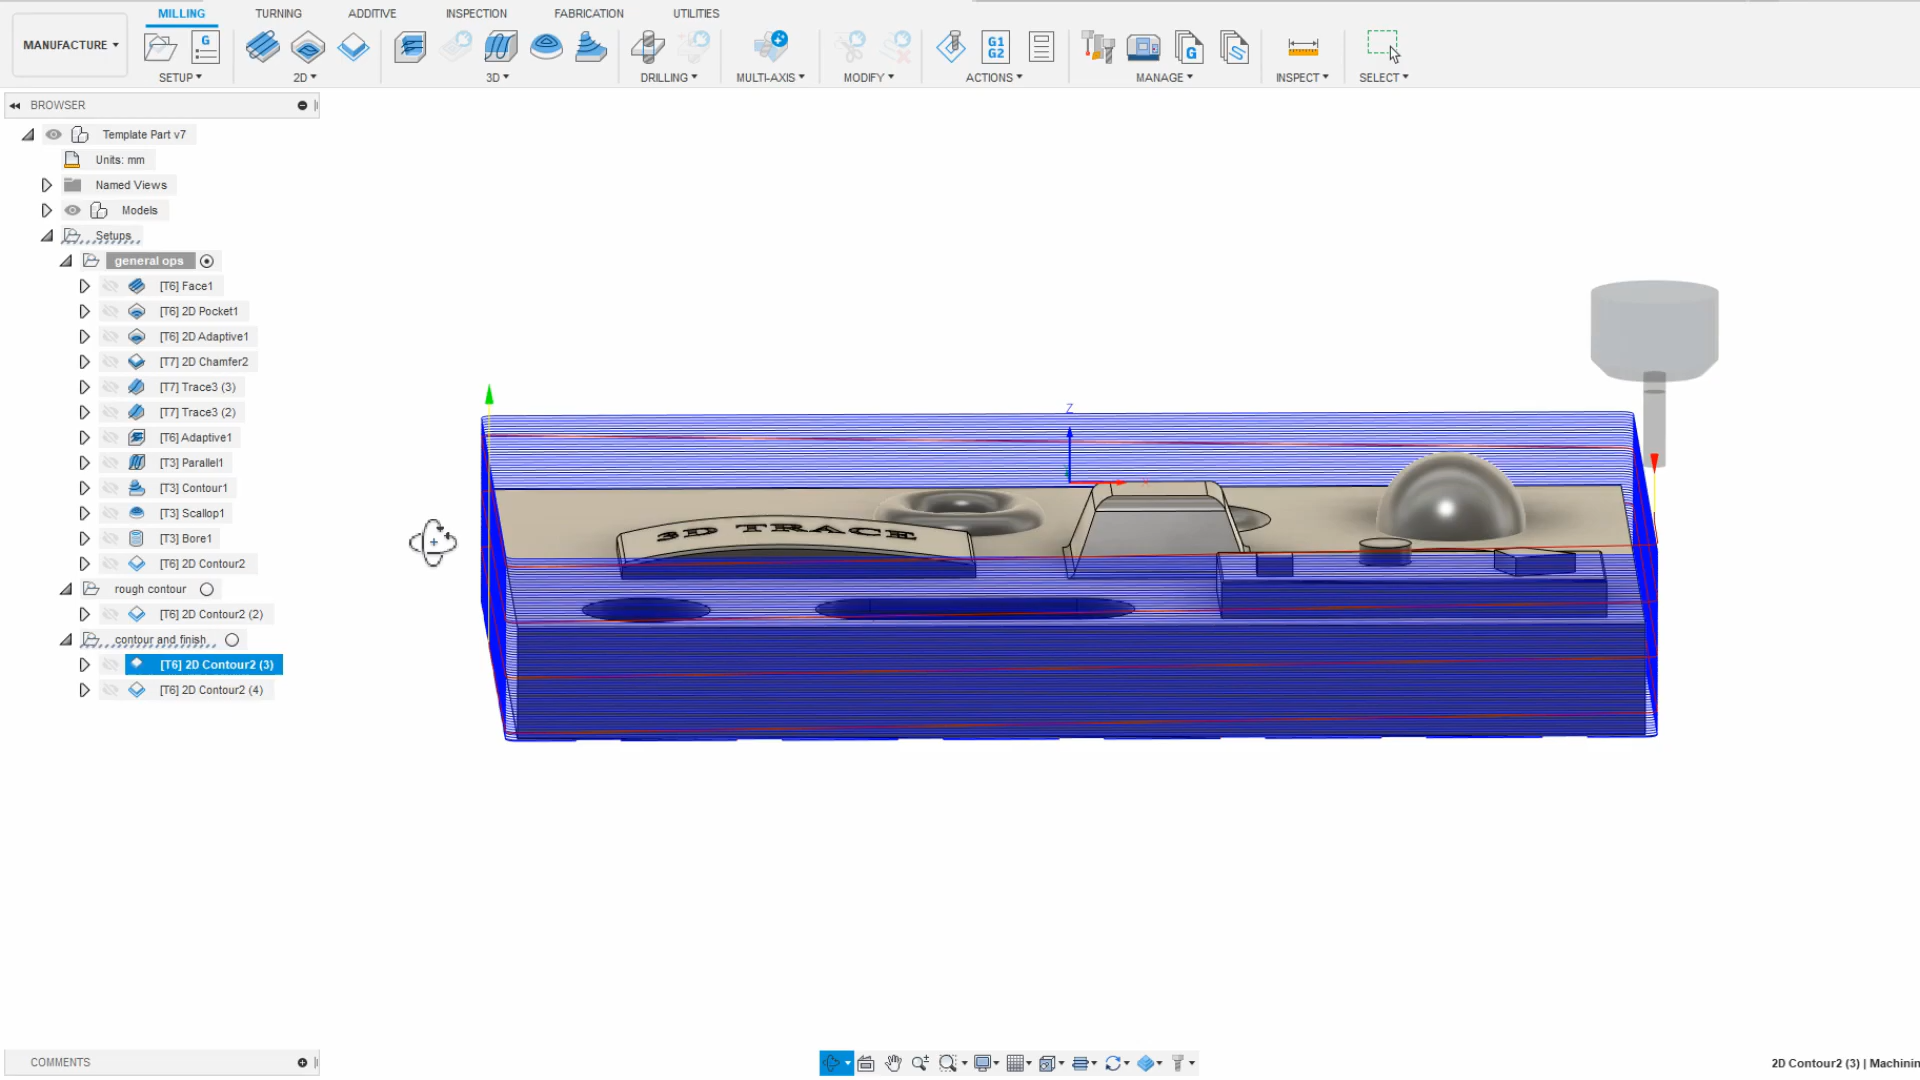 MILLING TURNING ADDITIVE INSPECTION FABRICATION UTILITIES
MANUFACTURE
G
G1
G2
G
SETUP 2D 3D DRILLING MULTI-AXIS MODIFY ACTIONS MANAGE INSPECT SELECT
BROWSER
Template Part v7
Units: mm
Named Views
Models
Setups
general ops
[T6] Face1
[T6] 2D Pocket1
[T6] 2D Adaptive1
[T7] 2D Chamfer2
[T7] Trace3 (3)
[T7] Trace3 (2)
[T6] Adaptive1
[T3] Parallel1
[T3] Contour1
[T3] Scallop1
[T3] Bore1
[T6] 2D Contour2
rough contour
[T6] 2D Contour2 (2)
contour and finish
[T6] 2D Contour2 (3)
[T6] 2D Contour2 (4)
Z
X
3D TRACE
COMMENTS
2D Contour2 (3) | Machinin